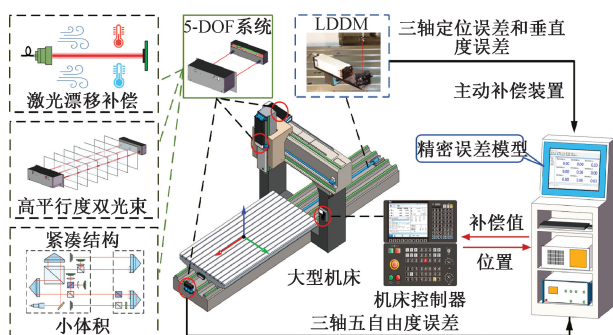 5-DOF系统
LDDM
三轴定位误差和垂直
度误差
激光漂移补偿
主动补偿装置
精密误差模型
高平行度双光束
紧凑结构
补偿值
位置
大型机床
机床控制器
小体积
三轴五自由度误差